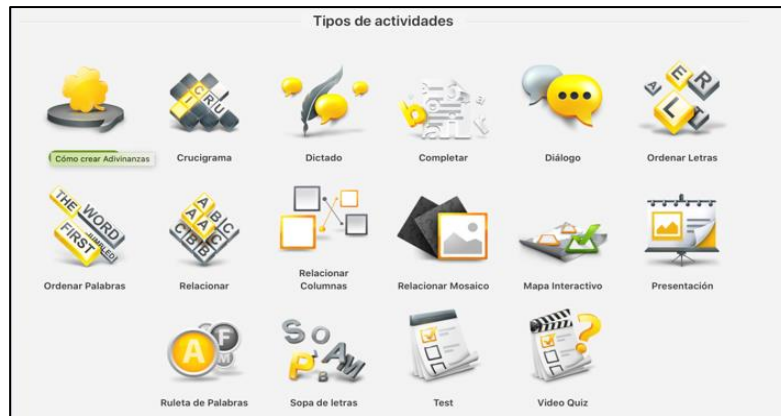 Tipos de actividades
Cómo crear Adivinanzas
Crucigrama
Dictado
Completar
Diálogo
Ordenar Letras
Ordenar Palabras
Relacionar
Relacionar
Columnas
Relacionar Mosaico
Mapa Interactivo
Presentación
Ruleta de Palabras
Sopa de letras
Test
Video Quiz